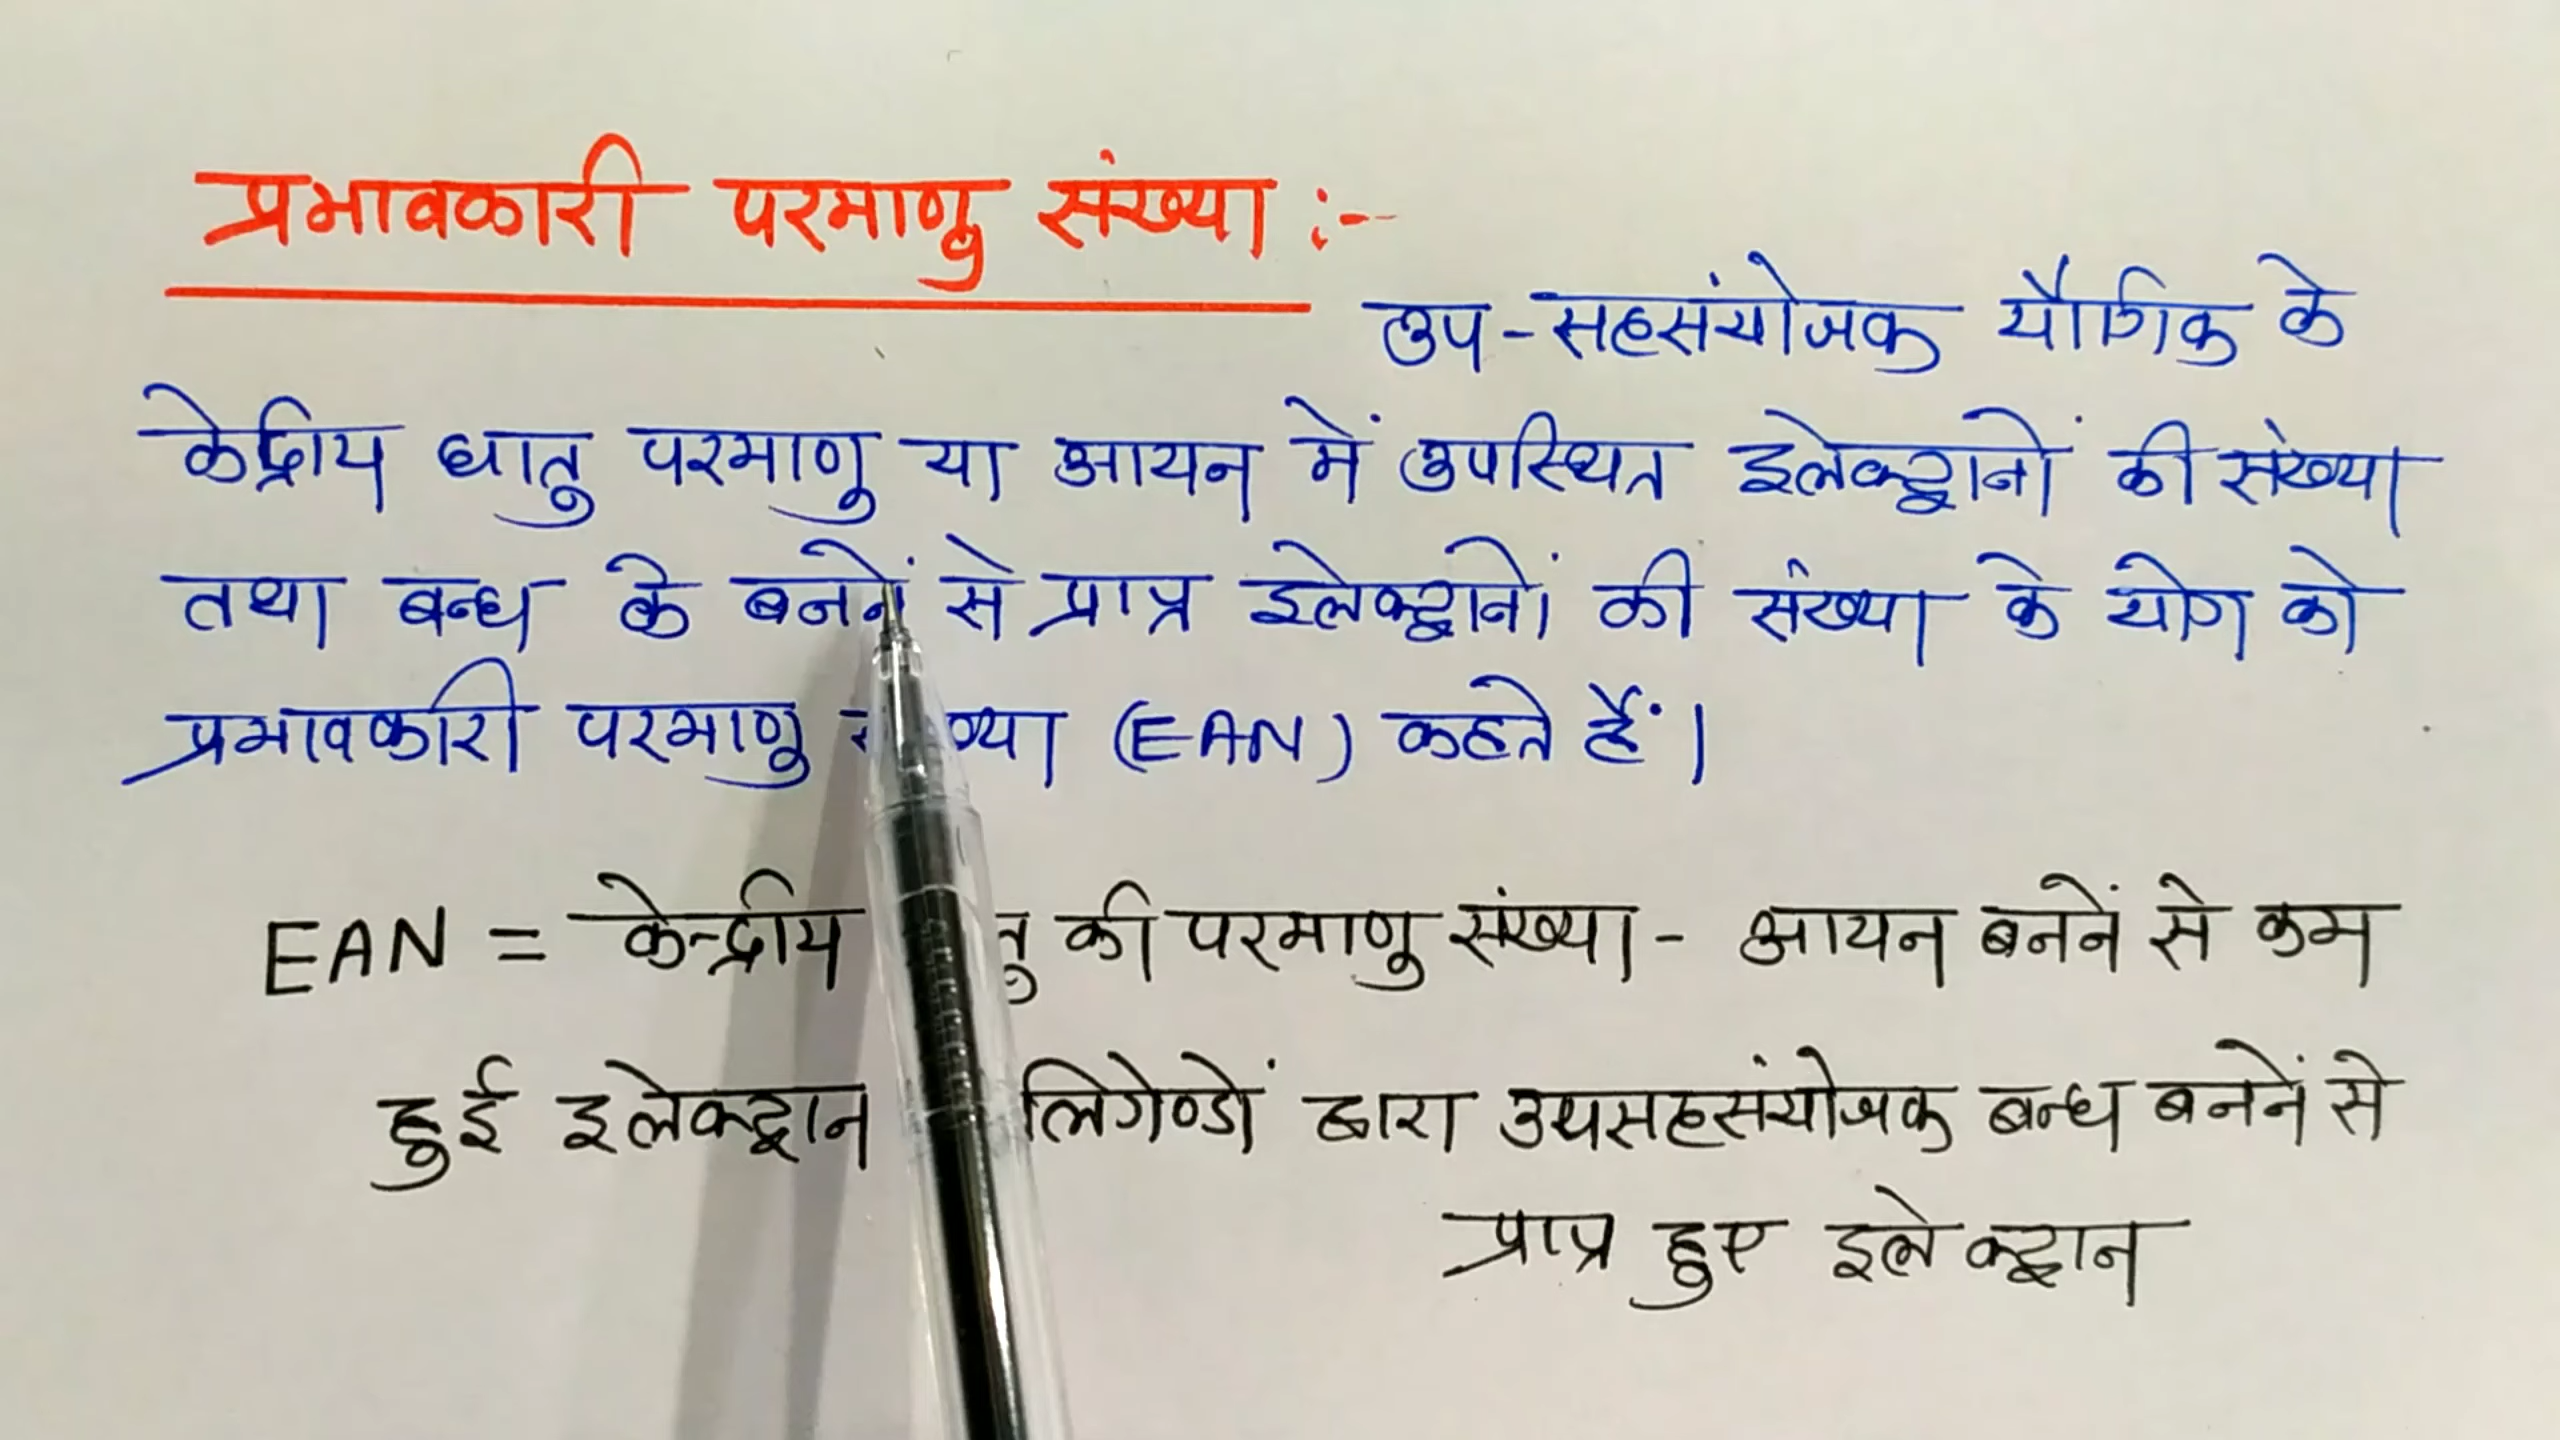 प्रभावकारी परमाणु संख्या :-
उप-सहसंयोजक यौगिक के
केद्रीय धातु परमाणु या आयन में उपस्थित इलेक्ट्रानों की संख्या
तथा बन्ध के बननें से प्राप्त इलेक्ट्रानों की संख्या के योग को
प्रभावकारी परमाणु (EAN) कहते हैं।
EAN = केन्द्रीय की परमाणु संख्या - आयन बननें से कम
हुई इलेक्ट्रान लिगेण्डों द्वारा उपसहसंयोजक बन्ध बननें से
प्राप्त हुए इलेक्ट्रान